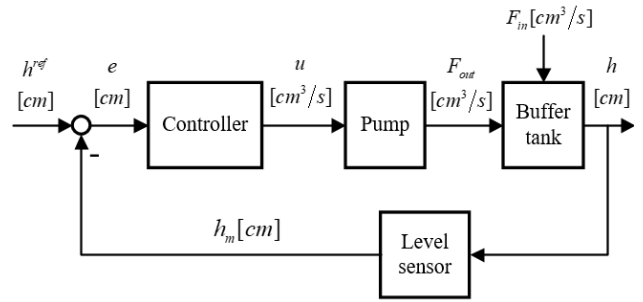 F_in[cm³/s]
h^ref
[cm]
e
[cm]
u
[cm³/s]
F_out
[cm³/s]
h
[cm]
Controller
Pump
Buffer
tank
-
h_m[cm]
Level
sensor